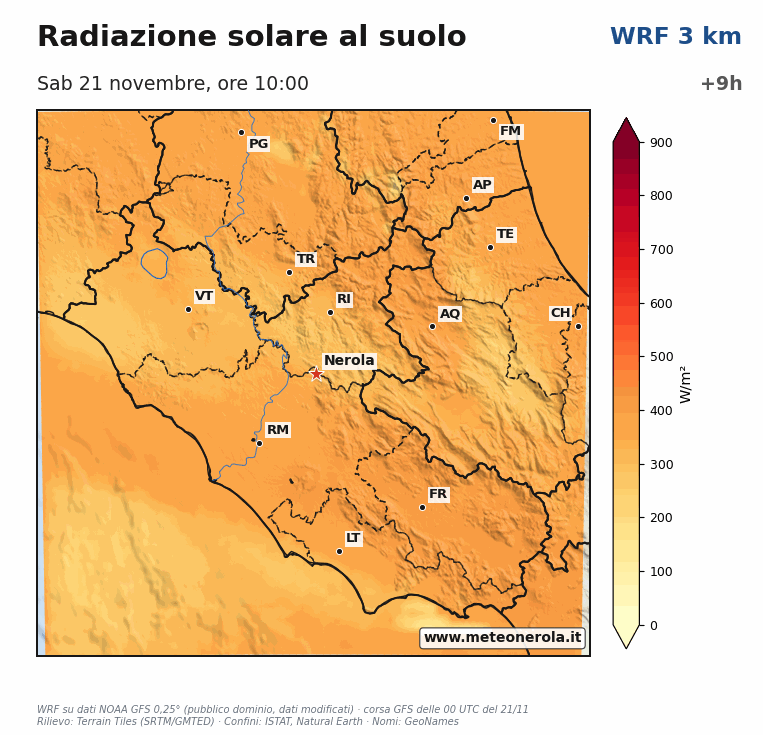 Radiazione solare al suolo
WRF 3 km
Sab 21 novembre, ore 10:00
+9h
PG
FM
AP
TE
TR
VT
RI
AQ
CH
Nerola
RM
FR
LT
www.meteonerola.it
900
800
700
600
500
400
300
200
100
0
W/m²
WRF su dati NOAA GFS 0,25° (pubblico dominio, dati modificati) · corsa GFS delle 00 UTC del 21/11
Rilievo: Terrain Tiles (SRTM/GMTED) · Confini: ISTAT, Natural Earth · Nomi: GeoNames